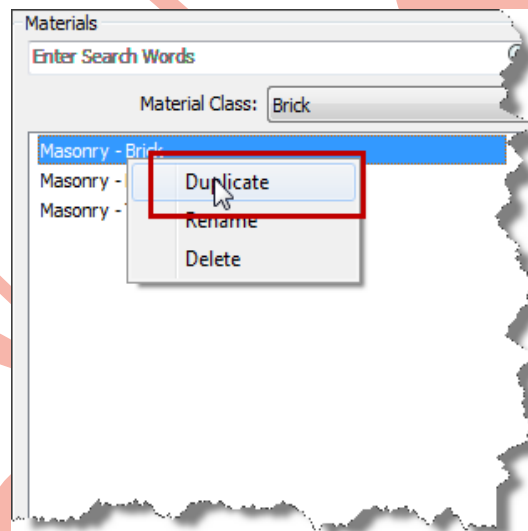 Materials
Enter Search Words
Material Class: Brick
Masonry - Brick
Masonry -
Duplicate
Masonry -
Rename
Delete